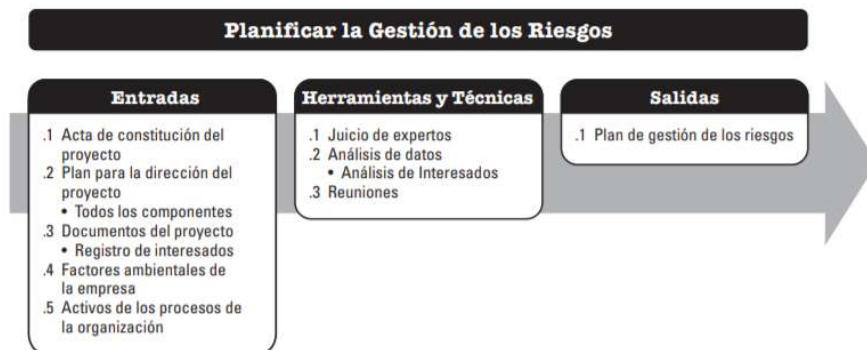 Planificar la Gestión de los Riesgos
Entradas
.1 Acta de constitución del
proyecto
.2 Plan para la dirección del
proyecto
• Todos los componentes
.3 Documentos del proyecto
• Registro de interesados
.4 Factores ambientales de
la empresa
.5 Activos de los procesos de
la organización
Herramientas y Técnicas
.1 Juicio de expertos
.2 Análisis de datos
• Análisis de Interesados
.3 Reuniones
Salidas
.1 Plan de gestión de los riesgos